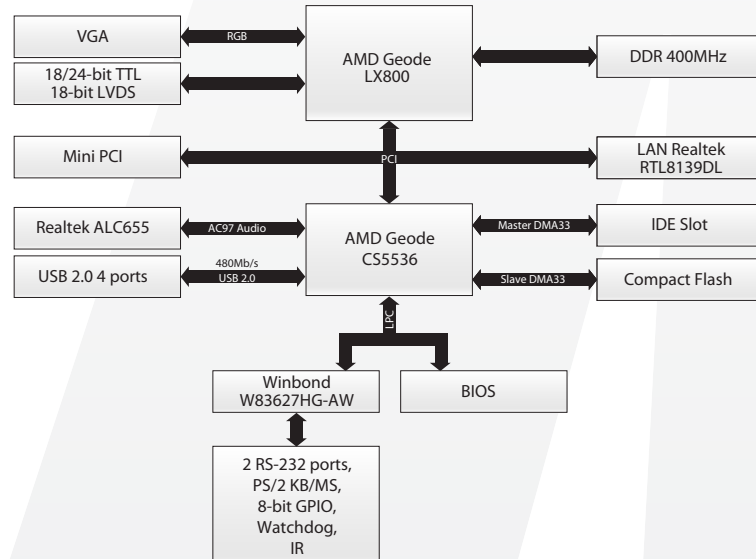 VGA
RGB
AMD Geode
LX800
DDR 400MHz
18/24-bit TTL
18-bit LVDS
Mini PCI
PCI
LAN Realtek
RTL8139DL
Realtek ALC655
AC97 Audio
AMD Geode
CS5536
Master DMA33
IDE Slot
USB 2.0 4 ports
480Mb/s
USB 2.0
Slave DMA33
Compact Flash
LPC
Winbond
W83627HG-AW
BIOS
2 RS-232 ports,
PS/2 KB/MS,
8-bit GPIO,
Watchdog,
IR